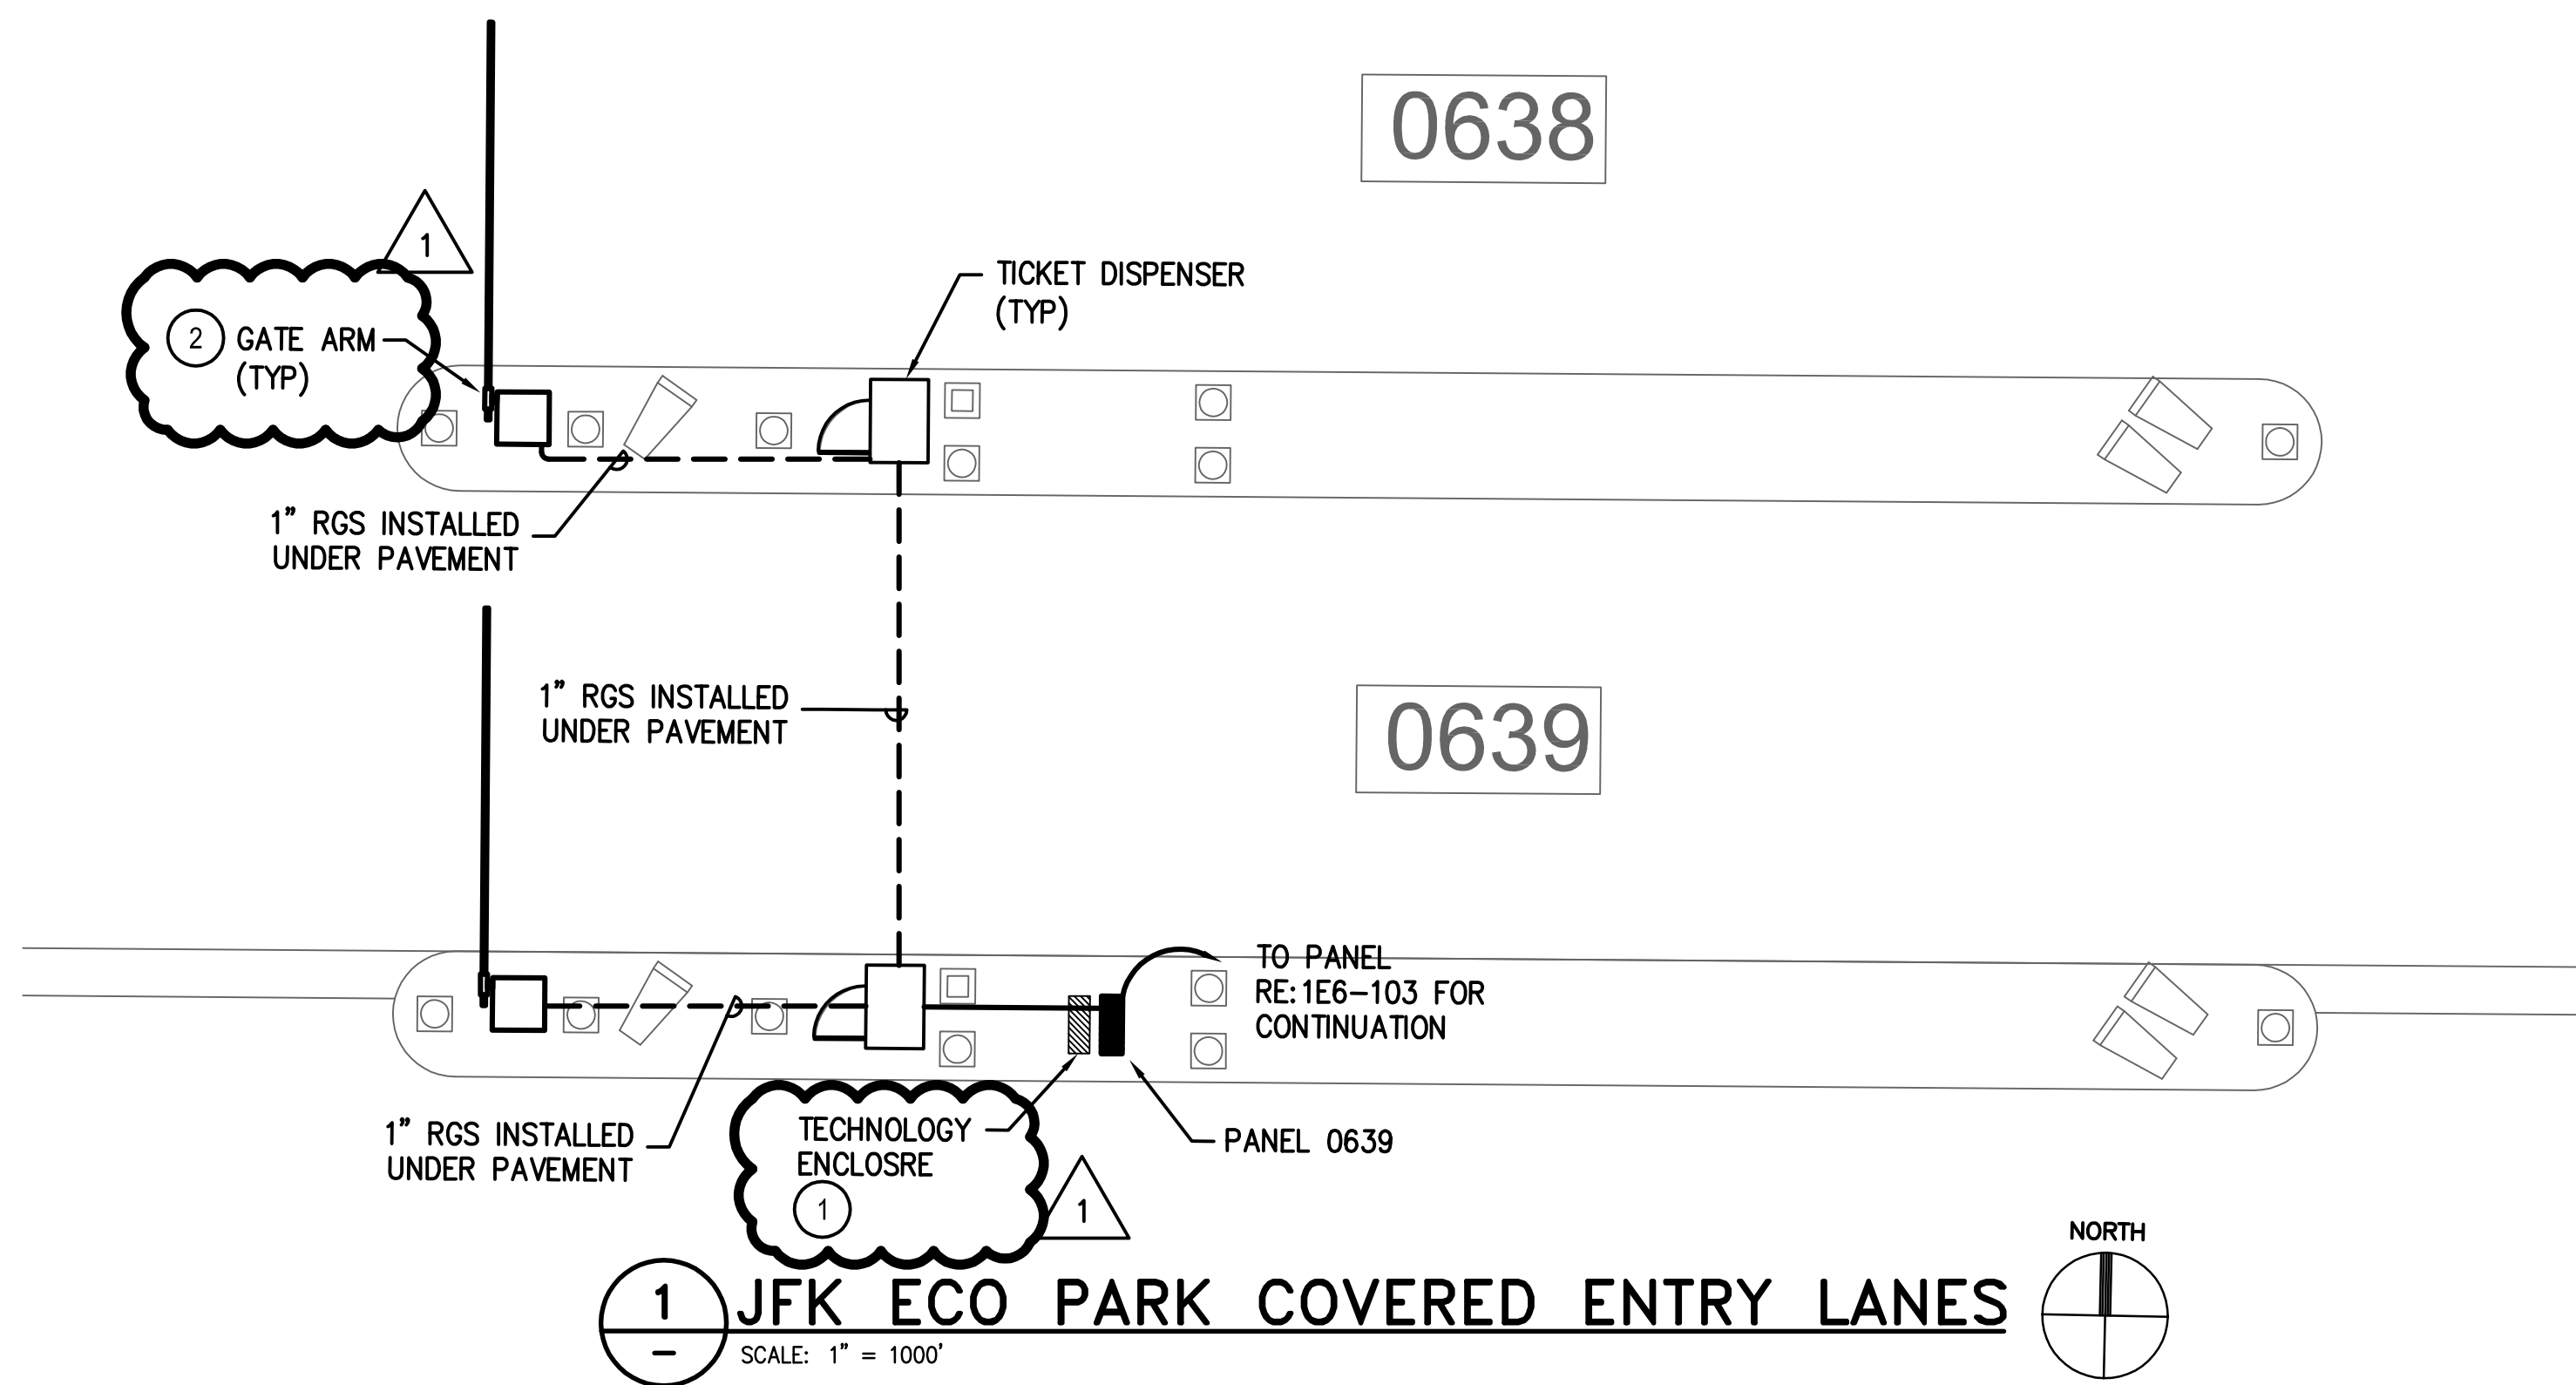 0638
1
2 GATE ARM
(TYP)
TICKET DISPENSER
(TYP)
1" RGS INSTALLED
UNDER PAVEMENT
1" RGS INSTALLED
UNDER PAVEMENT
0639
TO PANEL
RE: 1E6-103 FOR
CONTINUATION
1" RGS INSTALLED
UNDER PAVEMENT
TECHNOLOGY
ENCLOSRE
1
1
PANEL 0639
NORTH
1
-
JFK ECO PARK COVERED ENTRY LANES
SCALE: 1" = 1000'